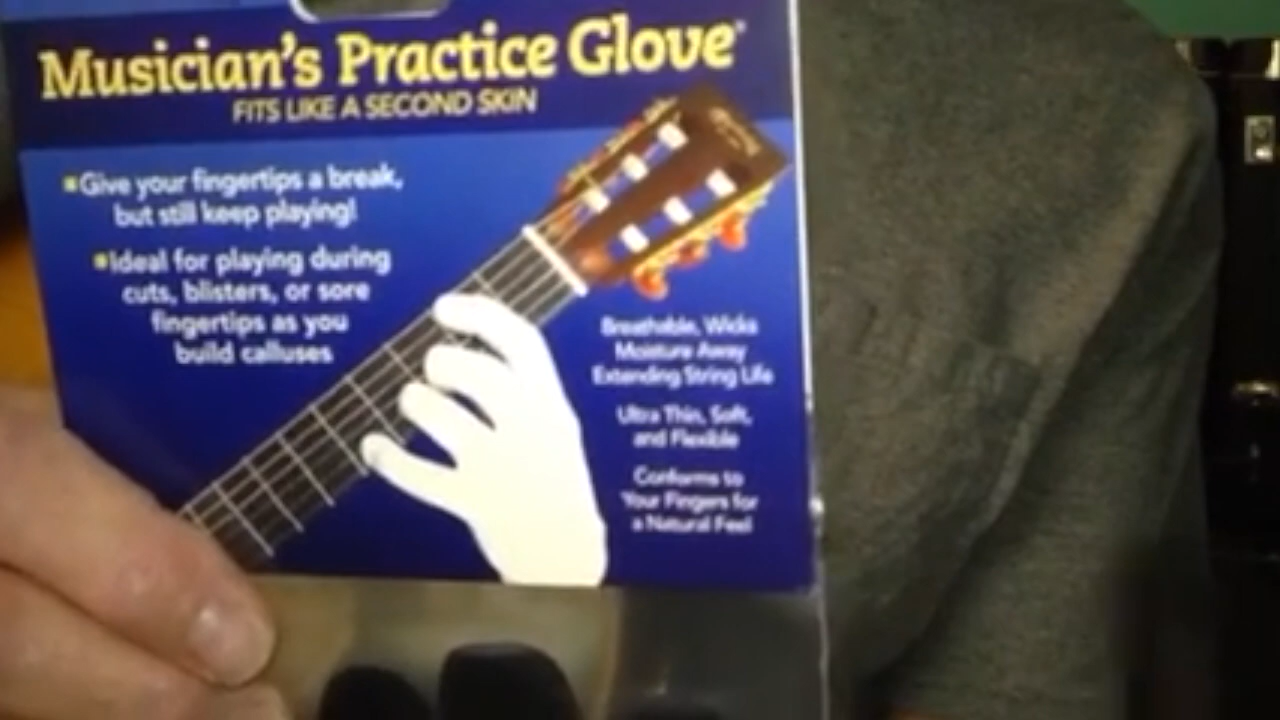 Musician's Practice Glove®
FITS LIKE A SECOND SKIN
Give your fingertips a break,
but still keep playing!
Ideal for playing during
cuts, blisters, or sore
fingertips as you
build calluses
Breathable, Wicks
Moisture Away
Extending String Life
Ultra Thin, Soft,
and Flexible
Conforms to
Your Fingers for
a Natural Feel